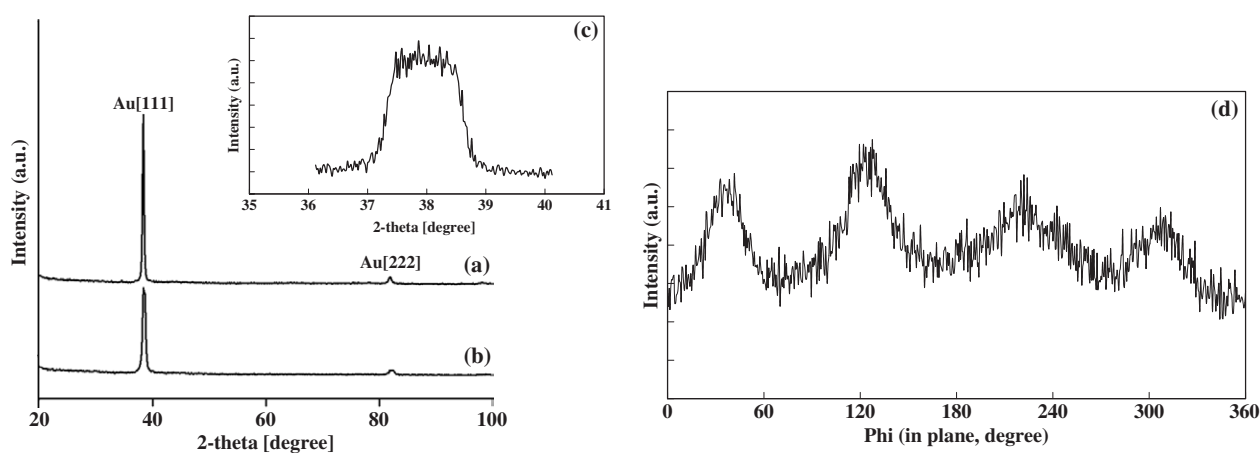 (c)
Intensity (a.u.)
35 36 37 38 39 40 41
2-theta [degree]
Au[111]
Au[222]
(a)
(b)
Intensity (a.u.)
20 40 60 80 100
2-theta [degree]
(d)
Intensity (a.u.)
0 60 120 180 240 300 360
Phi (in plane, degree)